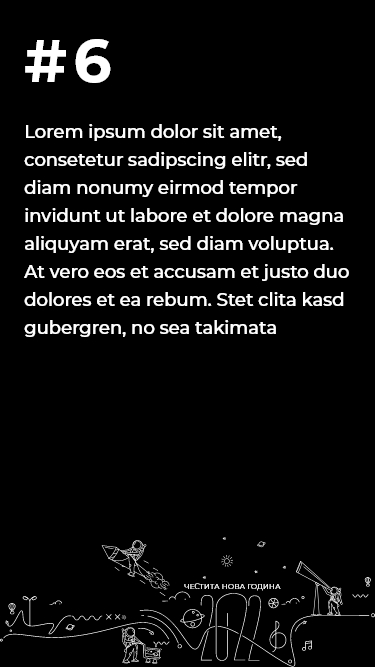 #6
Lorem ipsum dolor sit amet,
consetetur sadipscing elitr, sed
diam nonumy eirmod tempor
invidunt ut labore et dolore magna
aliquyam erat, sed diam voluptua.
At vero eos et accusam et justo duo
dolores et ea rebum. Stet clita kasd
gubergren, no sea takimata
ЧЕСТИТА НОВА ГОДИНА
2022